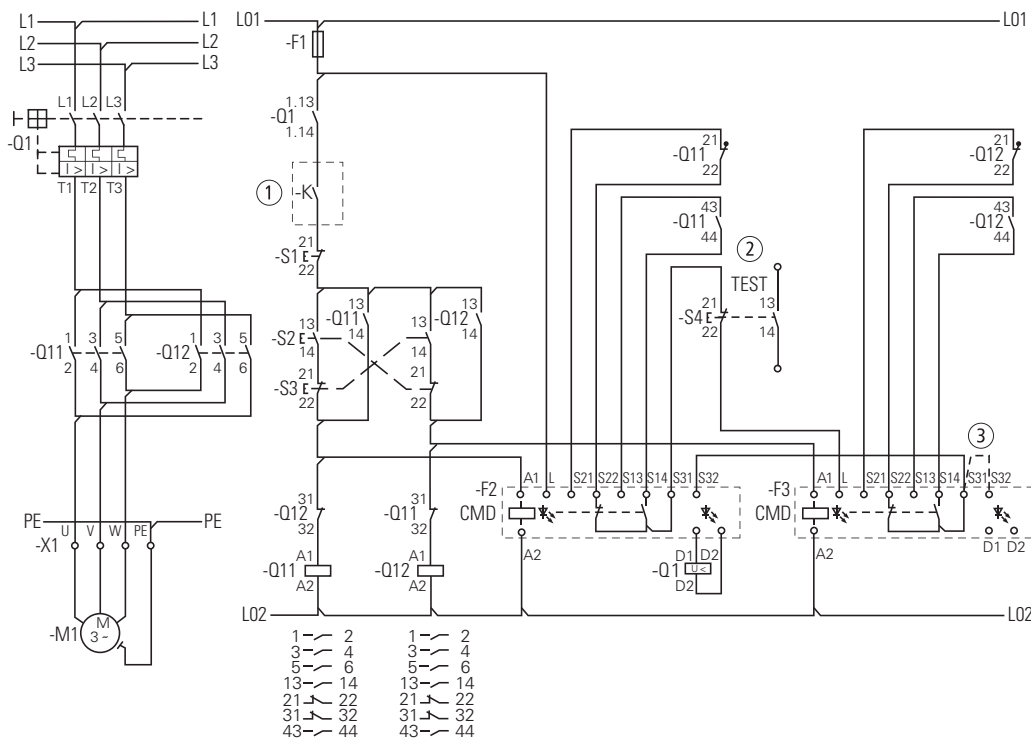 L1 L1 L01 L01
L2 L2 -F1
L3 L3
L1 L2 L3 1.13
-Q1 -Q1
1.14
I > I > I >
T1 T2 T3
21 21
-Q11 -Q12
22 22
1 -K
43 43
-Q11 -Q12
44 44
21 2
-S1 E TEST
22
21 13
-S4 E
22 14
13 13
-Q11 -Q12
14 14
13 13
-S2 E
14 14
21 21
-S3 E
22 22
1 3 5 1 3 5
-Q11 -Q12
2 4 6 2 4 6
3
-F2 A1 L S21 S22 S13 S14 S31 S32
-F3 A1 L S21 S22 S13 S14 S31 S32
CMD CMD
31 31
-Q12 -Q11
32 32
A2 D1 D2 A2 D1 D2
PE PE
U V W PE
-X1
A1 A1
-Q11 -Q12
A2 A2
-Q1 U <
D2
L02 L02
-M1 M
3 ~
1 2 1 2
3 4 3 4
5 6 5 6
13 14 13 14
21 22 21 22
31 32 31 32
43 44 43 44